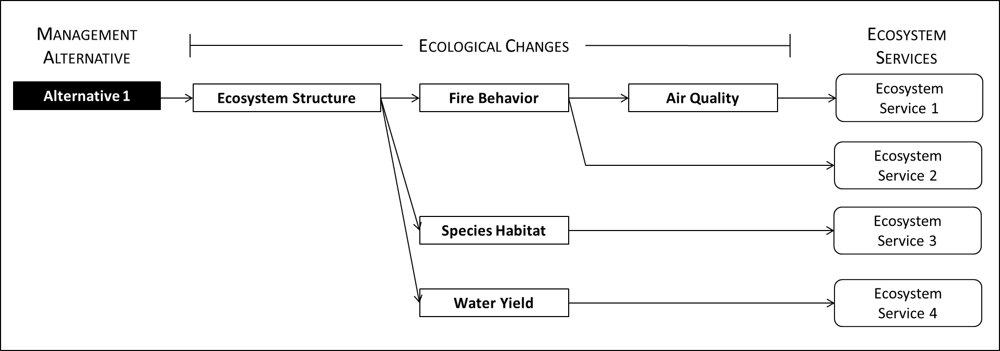 MANAGEMENT
ALTERNATIVE
ECOLOGICAL CHANGES
ECOSYSTEM
SERVICES
Alternative 1
Ecosystem Structure
Fire Behavior
Air Quality
Ecosystem
Service 1
Ecosystem
Service 2
Species Habitat
Ecosystem
Service 3
Water Yield
Ecosystem
Service 4